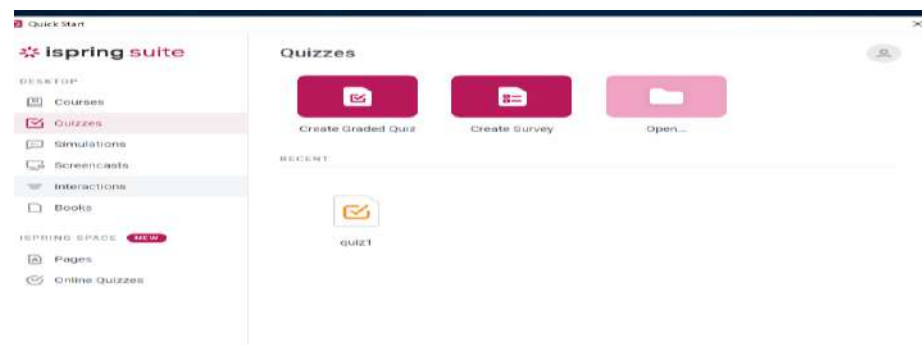 Quick Start
ispring suite
DESKTOP
Courses
Quizzes
Simulations
Screencasts
Interactions
Books
ISPRING SPACE NEW
Pages
Online Quizzes
Quizzes
Create Graded Quiz
Create Survey
Open...
RECENT
quiz1